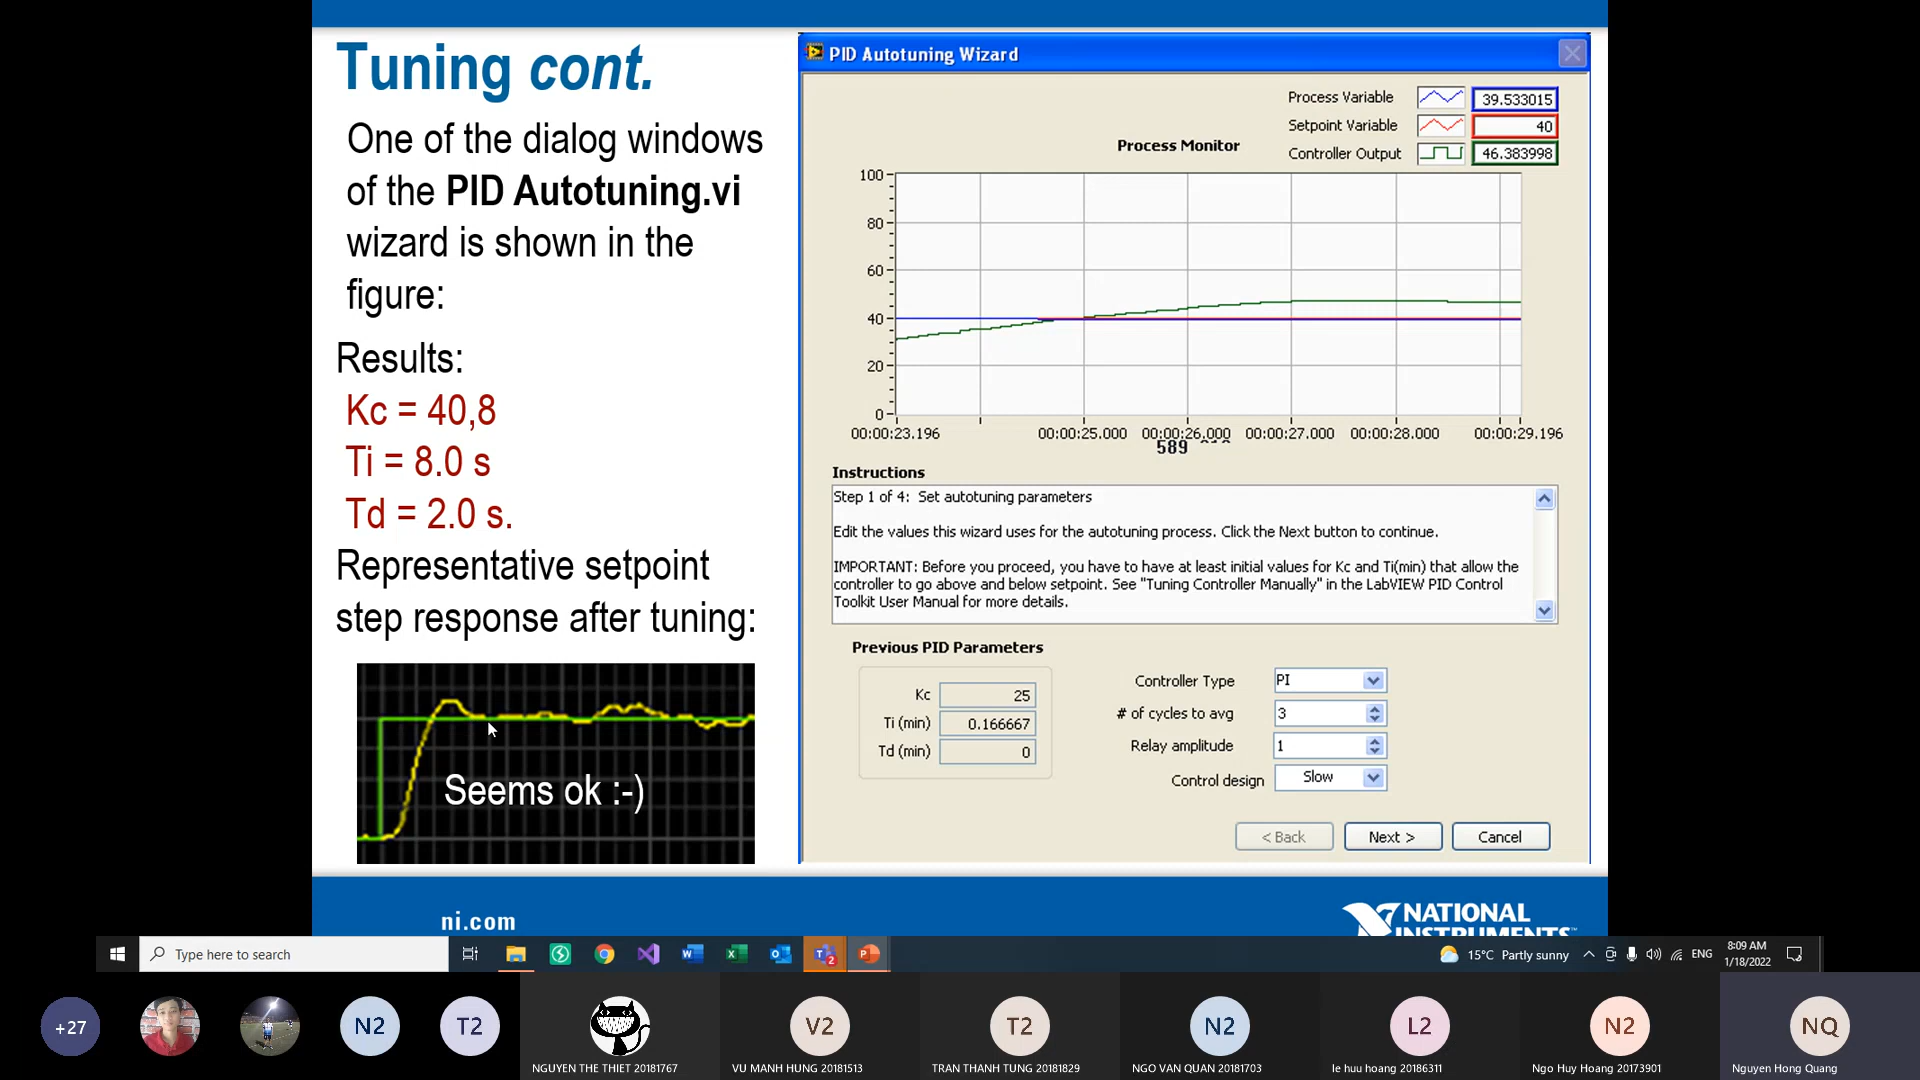 Tuning cont.
One of the dialog windows
of the PID Autotuning.vi
wizard is shown in the
figure:
Results:
Kc = 40,8
Ti = 8.0 s
Td = 2.0 s.
Representative setpoint
step response after tuning:
Seems ok :-)
PID Autotuning Wizard
Process Variable
39.533015
Setpoint Variable
40
Controller Output
46.383998
Process Monitor
100
80
60
40
20
0
00:00:23.196
00:00:25.000
00:00:26.000
00:00:27.000
00:00:28.000
00:00:29.196
589
Instructions
Step 1 of 4: Set autotuning parameters
Edit the values this wizard uses for the autotuning process. Click the Next button to continue.
IMPORTANT: Before you proceed, you have to have at least initial values for Kc and Ti(min) that allow the
controller to go above and below setpoint. See "Tuning Controller Manually" in the LabVIEW PID Control
Toolkit User Manual for more details.
Previous PID Parameters
Kc
25
Ti (min)
0.166667
Td (min)
0
Controller Type
PI
# of cycles to avg
3
Relay amplitude
1
Control design
Slow
< Back
Next >
Cancel
ni.com
NATIONAL
INSTRUMENTS
Type here to search
2
15°C Partly sunny
ENG
8:09 AM
1/18/2022
+27
N2
T2
NGUYEN THE THIET 20181767
V2
VU MANH HUNG 20181513
T2
TRAN THANH TUNG 20181829
N2
NGO VAN QUAN 20181703
L2
le huu hoang 20186311
N2
Ngo Huy Hoang 20173901
NQ
Nguyen Hong Quang